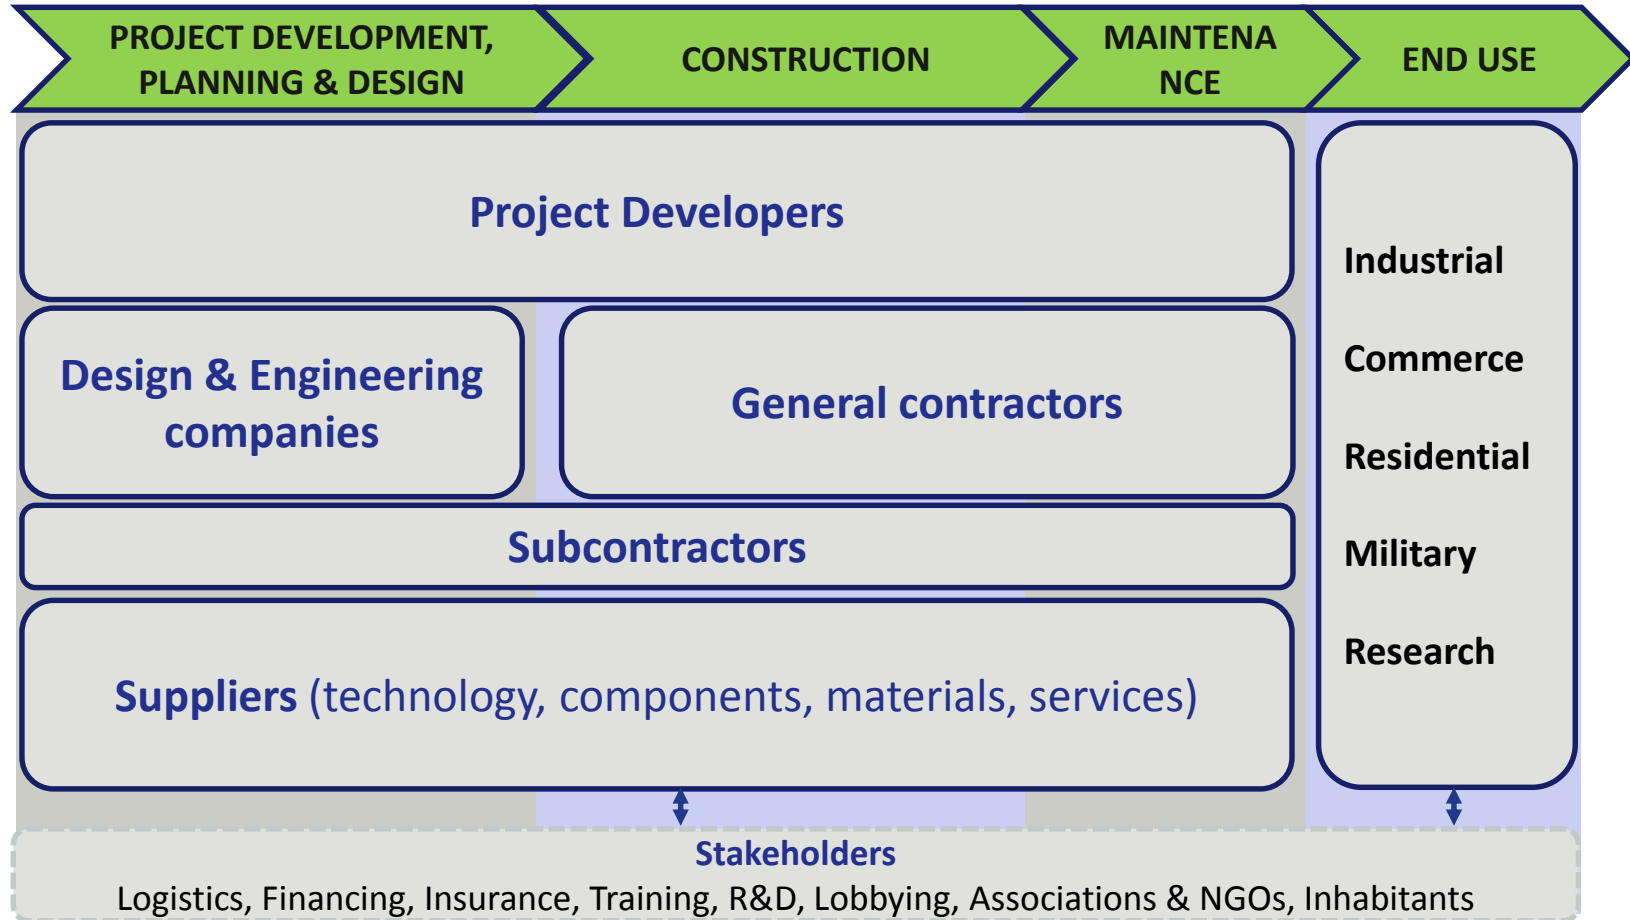 PROJECT DEVELOPMENT,
PLANNING & DESIGN
CONSTRUCTION
MAINTENA
NCE
END USE
Project Developers
Design & Engineering
companies
General contractors
Subcontractors
Suppliers (technology, components, materials, services)
Industrial
Commerce
Residential
Military
Research
Stakeholders
Logistics, Financing, Insurance, Training, R&D, Lobbying, Associations & NGOs, Inhabitants